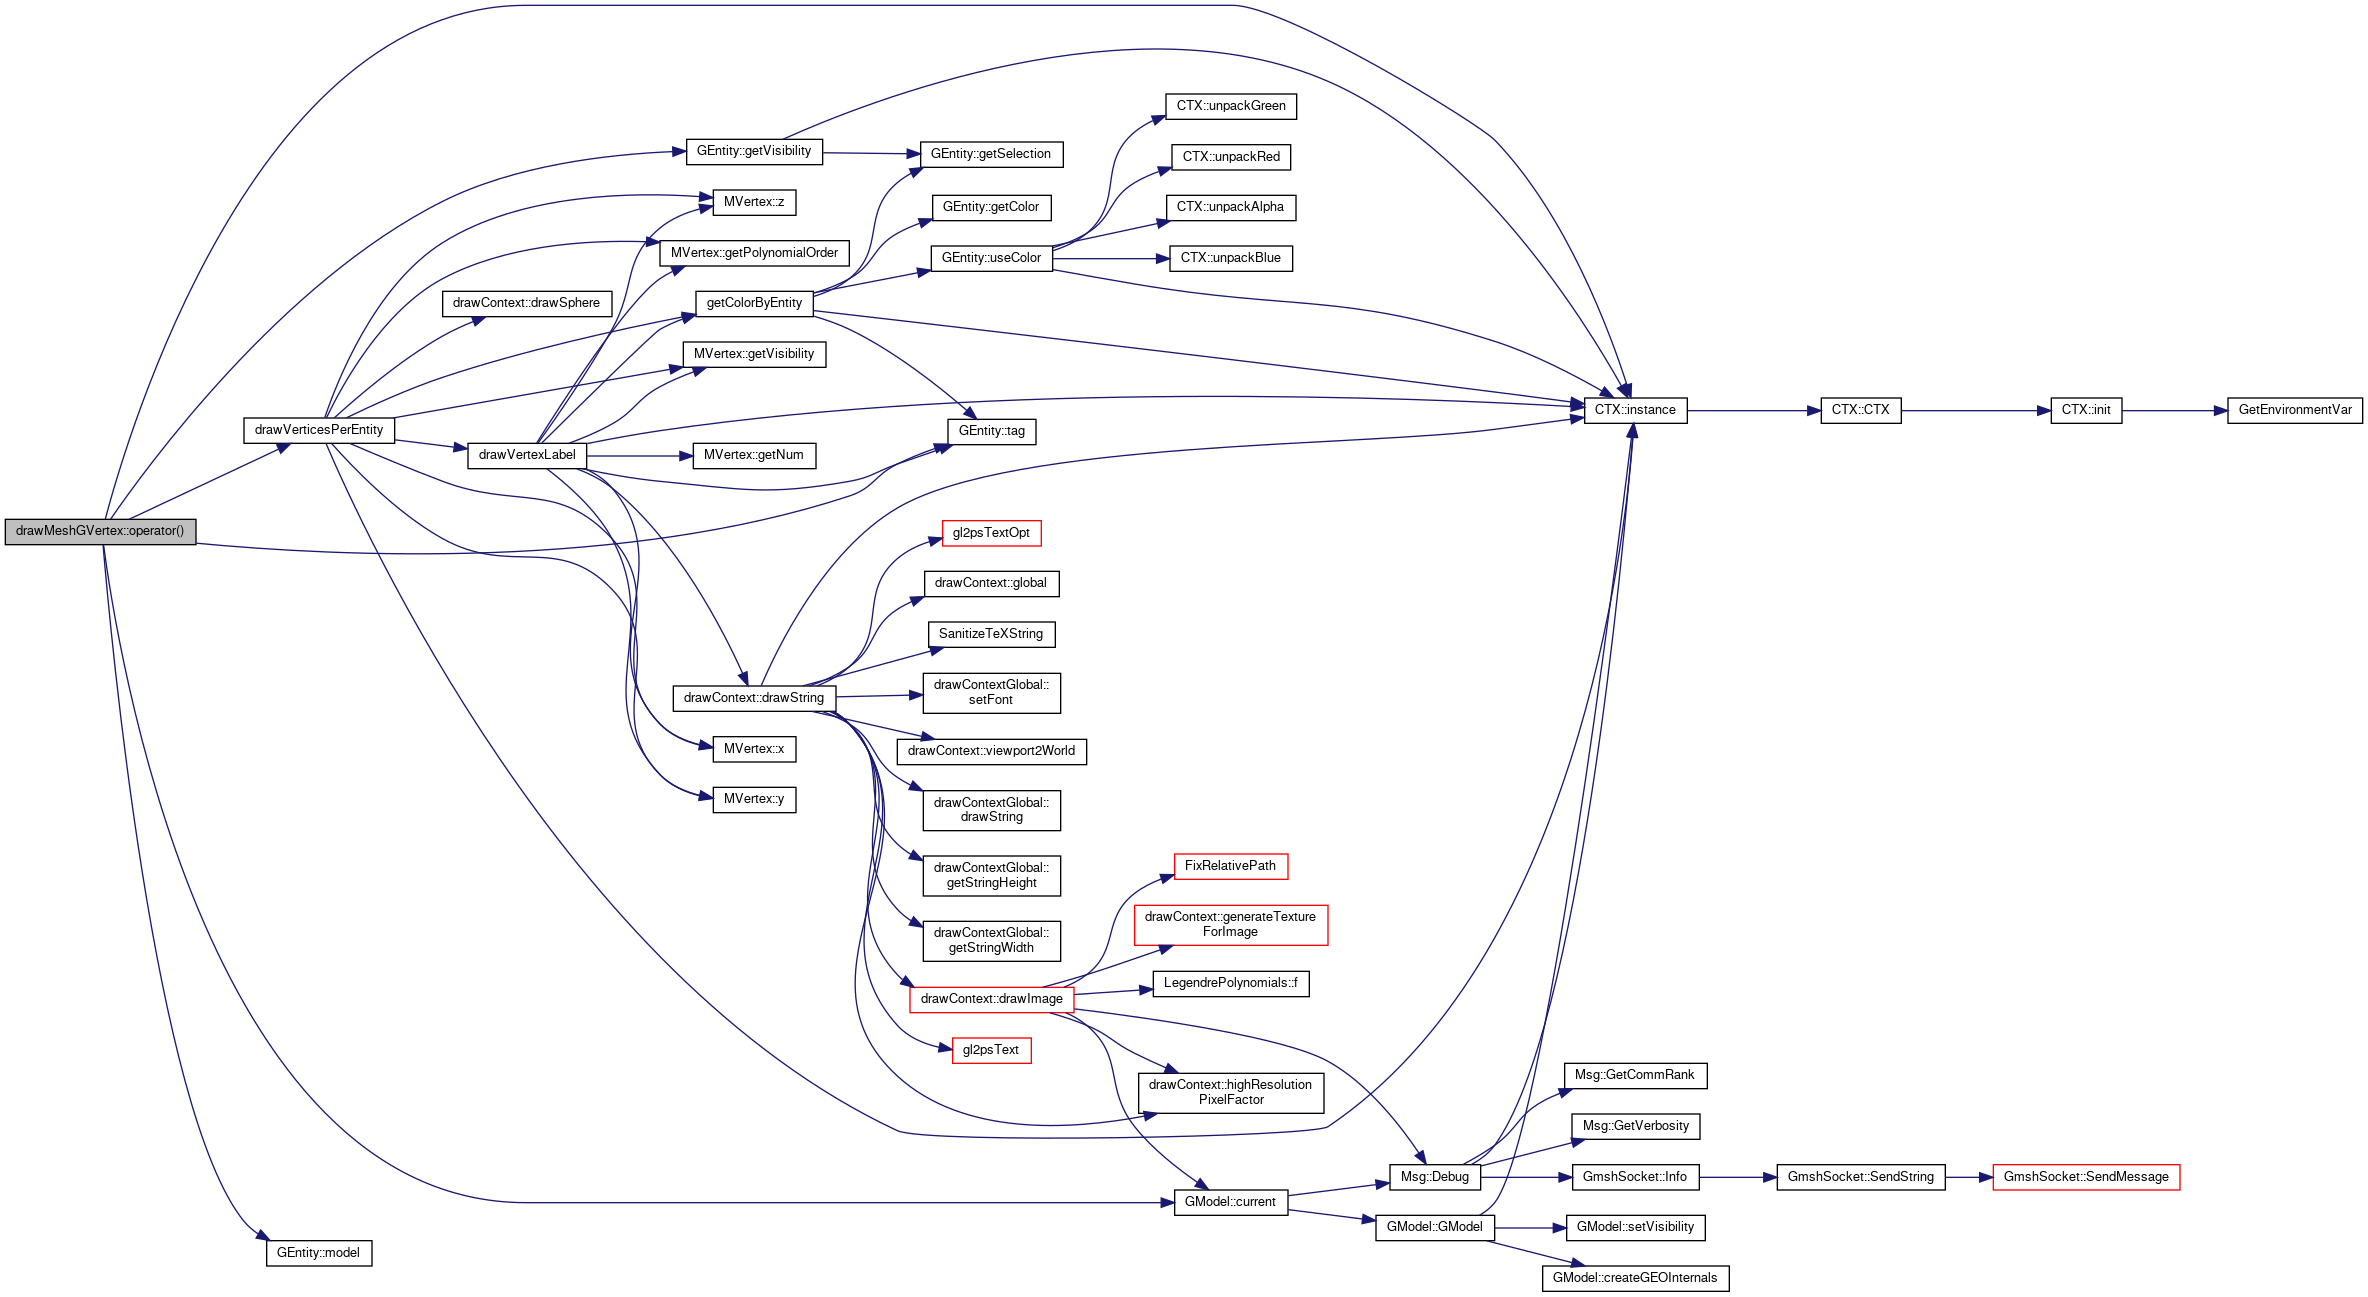 drawMeshGVertex::operator()
drawVerticesPerEntity
GEntity::model
drawContext::drawSphere
drawVertexLabel
GEntity::getVisibility
MVertex::z
MVertex::getPolynomialOrder
getColorByEntity
MVertex::getVisibility
MVertex::getNum
drawContext::drawString
MVertex::x
MVertex::y
GEntity::getSelection
GEntity::getColor
GEntity::useColor
GEntity::tag
gl2psTextOpt
drawContext::global
SanitizeTeXString
drawContextGlobal::
setFont
drawContext::viewport2World
drawContextGlobal::
drawString
drawContextGlobal::
getStringHeight
drawContextGlobal::
getStringWidth
drawContext::drawImage
gl2psText
CTX::unpackGreen
CTX::unpackRed
CTX::unpackAlpha
CTX::unpackBlue
FixRelativePath
drawContext::generateTexture
ForImage
LegendrePolynomials::f
drawContext::highResolution
PixelFactor
GModel::current
Msg::Debug
GModel::GModel
CTX::instance
Msg::GetCommRank
Msg::GetVerbosity
GmshSocket::Info
GModel::setVisibility
GModel::createGEOInternals
CTX::CTX
GmshSocket::SendString
CTX::init
GmshSocket::SendMessage
GetEnvironmentVar